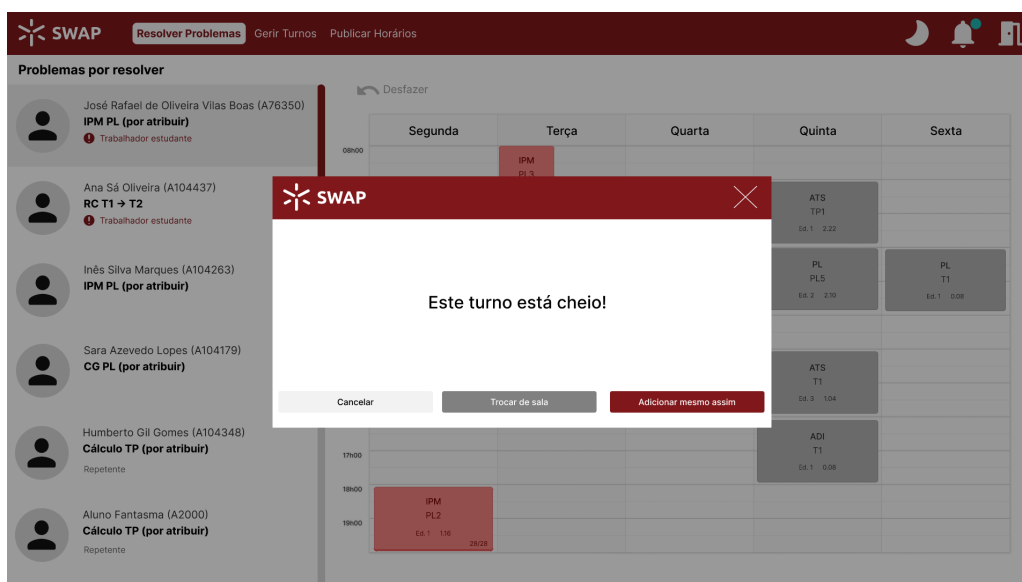 SWAP
Resolver Problemas
Gerir Turnos
Publicar Horários
Problemas por resolver
José Rafael de Oliveira Vilas Boas (A76350)
IPM PL (por atribuir)
Trabalhador estudante
Ana Sá Oliveira (A104437)
RC T1 → T2
Trabalhador estudante
Inês Silva Marques (A104263)
IPM PL (por atribuir)
Sara Azevedo Lopes (A104179)
CG PL (por atribuir)
Humberto Gil Gomes (A104348)
Cálculo TP (por atribuir)
Repetente
Aluno Fantasma (A2000)
Cálculo TP (por atribuir)
Repetente
Desfazer
Segunda
Terça
Quarta
Quinta
Sexta
08h00
IPM
PL3
SWAP
Este turno está cheio!
Cancelar
Trocar de sala
Adicionar mesmo assim
ATS
TP1
Ed. 1 2.22
PL
PL5
Ed. 2 2.10
PL
T1
Ed. 1 0.08
ATS
T1
Ed. 3 1.04
ADI
T1
Ed. 1 0.08
17h00
18h00
19h00
IPM
PL2
Ed. 1 1.16
28/28